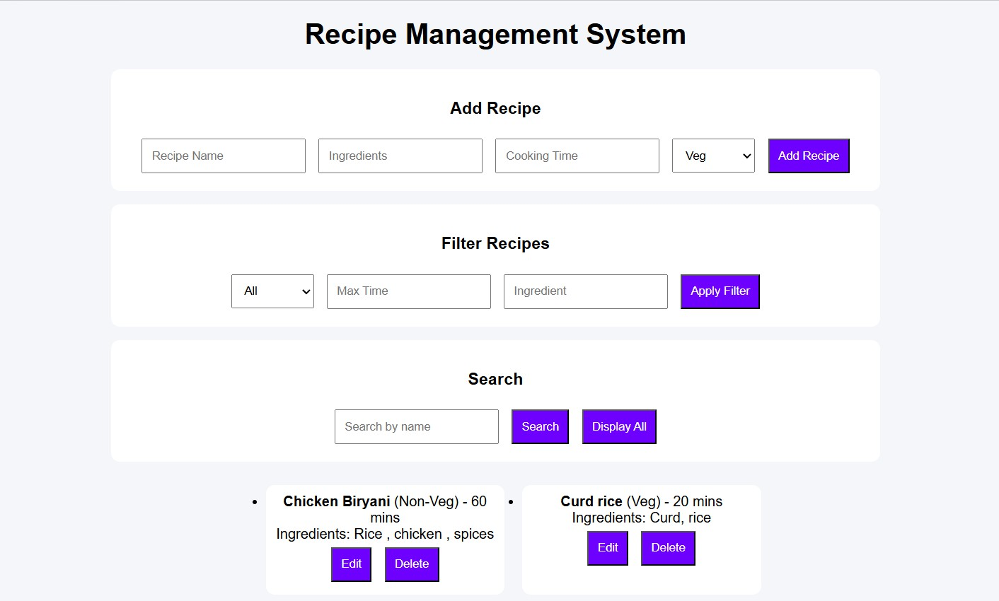 Recipe Management System
Add Recipe
Recipe Name Ingredients Cooking Time Veg Add Recipe
Filter Recipes
All Max Time Ingredient Apply Filter
Search
Search by name Search Display All
Chicken Biryani (Non-Veg) - 60
mins
Ingredients: Rice , chicken , spices
Edit Delete
Curd rice (Veg) - 20 mins
Ingredients: Curd, rice
Edit Delete